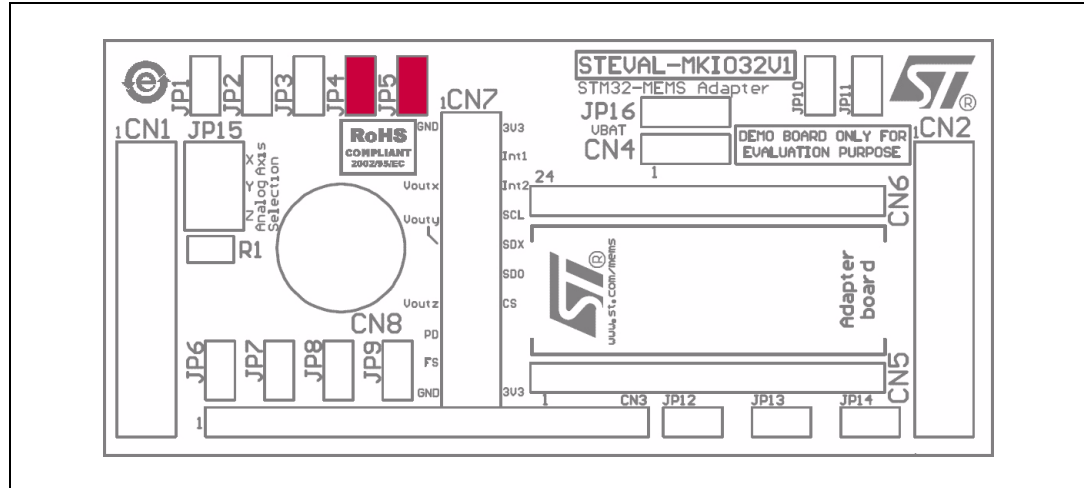 JP1
JP2
JP3
JP4
JP5
1CN7
STEVAL-MKI032V1
STM32-MEMS Adapter
JP16
VBAT
CN4
1
JP10
JP11
ST®
DEMO BOARD ONLY FOR
EVALUATION PURPOSE
1CN1
JP15
X
Y
Z
Analog Axis
Selection
R1
e
RoHS
COMPLIANT
2002/95/EC
GND
Voutx
Vouty
Voutz
PD
FS
GND
3V3
Int1
Int2
SCL
SDX
SDO
CS
3V3
CN8
JP6
JP7
JP8
JP9
1
24
CN6
ST®
www.st.com/mems
Adapter
board
CN5
1
CN3
JP12
JP13
JP14
1CN2